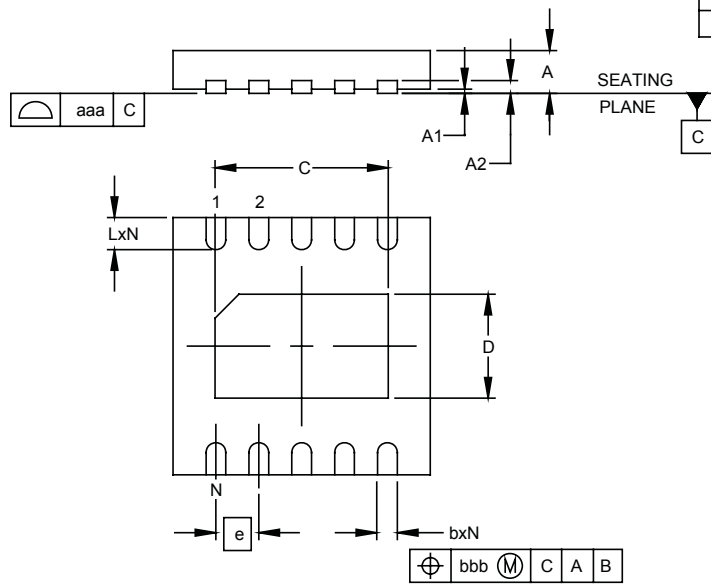 A
SEATING
PLANE
aaa C
A1
A2
C
C
1 2
LxN
D
N
e
bxN
bbb M C A B